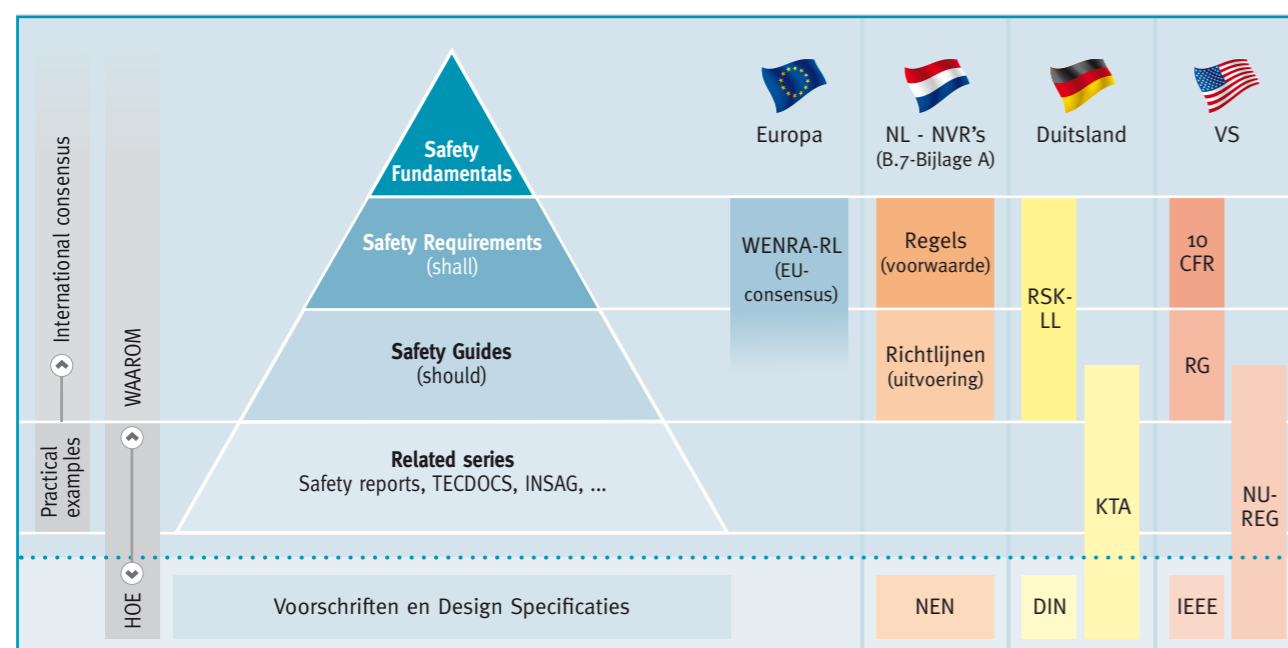 International consensus
Practical
examples
WAAROM
HOE
Safety
Fundamentals
Safety Requirements
(shall)
Safety Guides
(should)
Related series
Safety reports, TECDOCS, INSAG, ...
Voorschriften en Design Specificaties
Europa
WENRA-RL
(EU-
consensus)
NL - NVR's
(B.7-Bijlage A)
Regels
(voorwaarde)
Richtlijnen
(uitvoering)
NEN
Duitsland
RSK-
LL
KTA
DIN
VS
10
CFR
RG
NU-
REG
IEEE